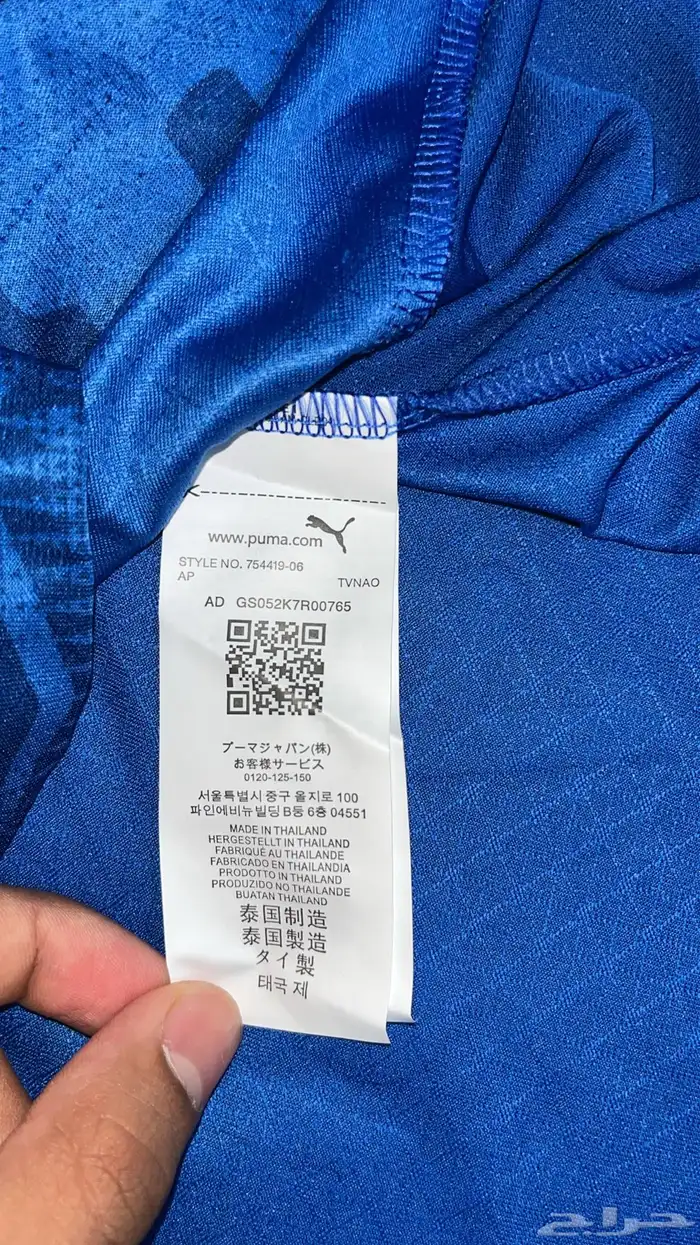 www.puma.com
STYLE NO. 754419-06
AP TVNAO
AD GS052K7R00765
プーマジャパン(株)
お客様サービス
0120-125-150
서울특별시 중구 을지로 100
파인에비뉴빌딩 B동 6층 04551
MADE IN THAILAND
HERGESTELLT IN THAILAND
FABRIQUÉ AU THAILANDE
FABRICADO EN THAILANDIA
PRODOTTO IN THAILAND
PRODUZIDO NO THAILANDE
BUATAN THAILAND
泰国制造
泰國製造
タイ製
태국 제
حراج